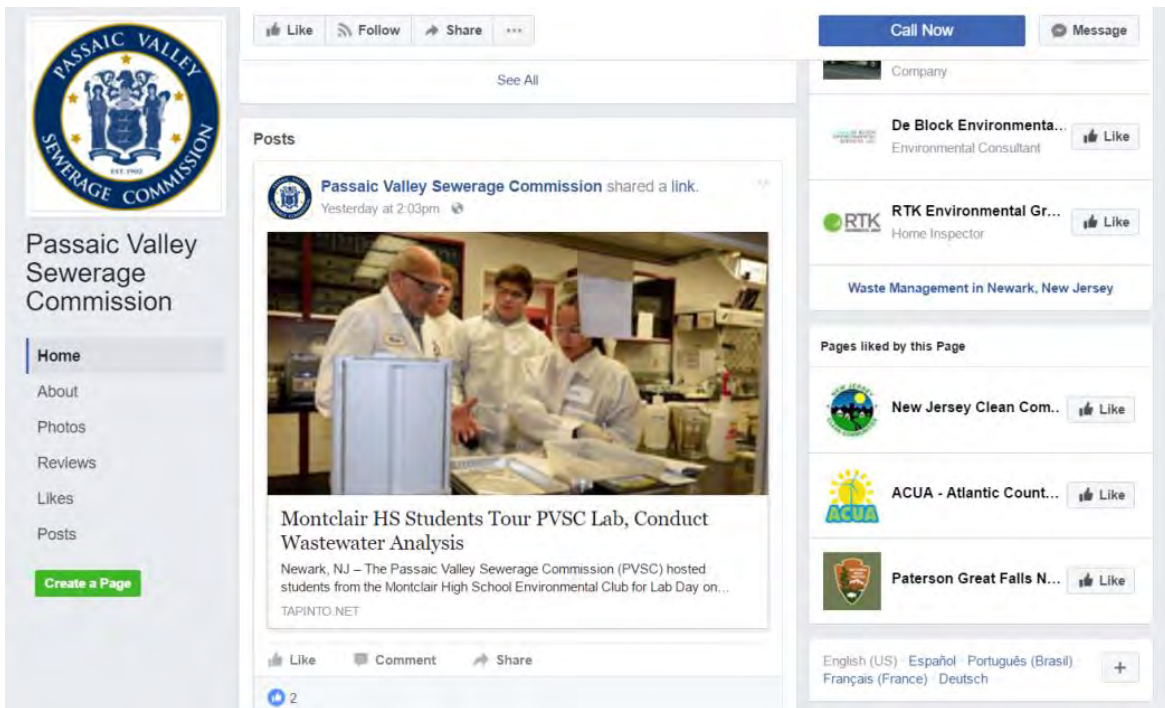 PASSAIC VALLEY
SEWERAGE COMMISSION
EST. 1902
Passaic Valley
Sewerage
Commission
Home
About
Photos
Reviews
Likes
Posts
Create a Page
Like Follow Share ...
See All
Posts
Passaic Valley Sewerage Commission shared a link.
Yesterday at 2:03pm
Montclair HS Students Tour PVSC Lab, Conduct
Wastewater Analysis
Newark, NJ – The Passaic Valley Sewerage Commission (PVSC) hosted
students from the Montclair High School Environmental Club for Lab Day on...
TAPINTO.NET
Like Comment Share
2
Call Now Message
Company
De Block Environmenta... Like
Environmental Consultant
RTK
RTK Environmental Gr... Like
Home Inspector
Waste Management in Newark, New Jersey
Pages liked by this Page
NEW JERSEY
New Jersey Clean Com.. Like
ACUA
ACUA - Atlantic Count... Like
Paterson Great Falls N... Like
English (US) · Español · Português (Brasil) ·
Français (France) · Deutsch
+